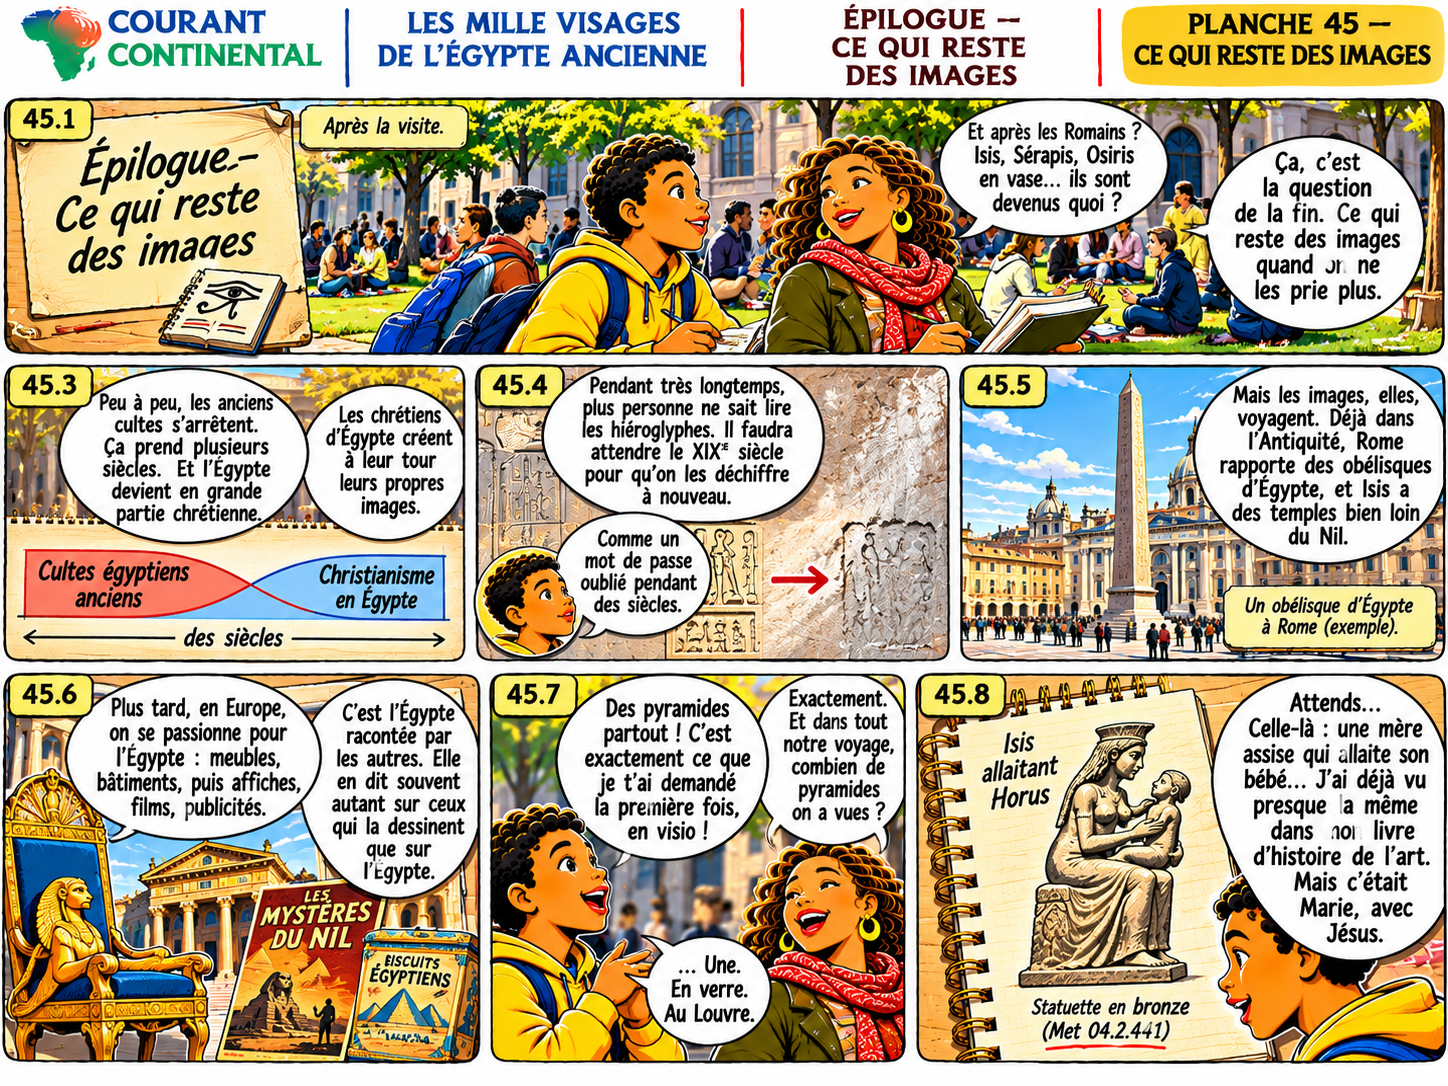 COURANT
CONTINENTAL
LES MILLE VISAGES
DE L'ÉGYPTE ANCIENNE
ÉPILOGUE —
CE QUI RESTE
DES IMAGES
PLANCHE 45 —
CE QUI RESTE DES IMAGES
45.1
Épilogue.–
Ce qui reste
des images
Après la visite.
Et après les Romains ?
Isis, Sérapis, Osiris
en vase... ils sont
devenus quoi ?
Ça, c'est
la question
de la fin. Ce qui
reste des images
quand on ne
les prie plus.
45.3
Peu à peu, les anciens
cultes s'arrêtent.
Ça prend plusieurs
siècles. Et l'Égypte
devient en grande
partie chrétienne.
Les chrétiens
d'Égypte créent
à leur tour
leurs propres
images.
Cultes égyptiens
anciens
Christianisme
en Égypte
des siècles
45.4
Pendant très longtemps,
plus personne ne sait lire
les hiéroglyphes. Il faudra
attendre le XIXᵉ siècle
pour qu'on les déchiffre
à nouveau.
Comme un
mot de passe
oublié pendant
des siècles.
45.5
Mais les images, elles,
voyagent. Déjà dans
l'Antiquité, Rome
rapporte des obélisques
d'Égypte, et Isis a
des temples bien loin
du Nil.
Un obélisque d'Égypte
à Rome (exemple).
45.6
Plus tard, en Europe,
on se passionne pour
l'Égypte : meubles,
bâtiments, puis affiches,
films, publicités.
C'est l'Égypte
racontée par
les autres. Elle
en dit souvent
autant sur ceux
qui la dessinent
que sur
l'Égypte.
LES
MYSTÈRES
DU NIL
BISCUITS
ÉGYPTIENS
45.7
Des pyramides
partout ! C'est
exactement ce que
je t'ai demandé
la première fois,
en visio !
Exactement.
Et dans tout
notre voyage,
combien de
pyramides
on a vues ?
... Une.
En verre.
Au Louvre.
45.8
Isis
allaitant
Horus
Statuette en bronze
(Met 04.2.441)
Attends...
Celle-là : une mère
assise qui allaite son
bébé... J'ai déjà vu
presque la même
dans mon livre
d'histoire de l'art.
Mais c'était
Marie, avec
Jésus.